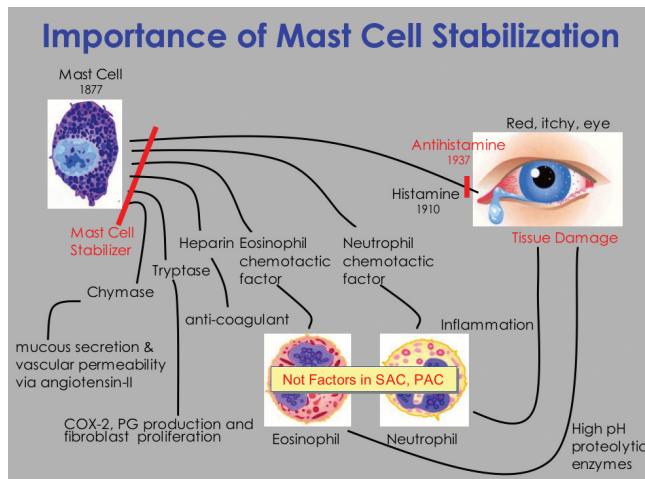 Importance of Mast Cell Stabilization
Mast Cell
1877
Red, itchy, eye
Antihistamine
1937
Histamine
1910
Tissue Damage
Mast Cell
Stabilizer
Heparin
Eosinophil
chemotactic
factor
Neutrophil
chemotactic
factor
Tryptase
Chymase
anti-coagulant
Inflammation
mucous secretion &
vascular permeability
via angiotensin-II
Not Factors in SAC, PAC
COX-2, PG production and
fibroblast proliferation
Eosinophil
Neutrophil
High pH
proteolytic
enzymes